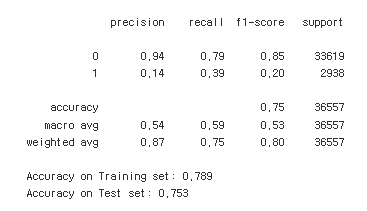 precision recall f1-score support
0 0.94 0.79 0.85 33619
1 0.14 0.39 0.20 2938
accuracy 0.75 36557
macro avg 0.54 0.59 0.53 36557
weighted avg 0.87 0.75 0.80 36557
Accuracy on Training set: 0.789
Accuracy on Test set: 0.753